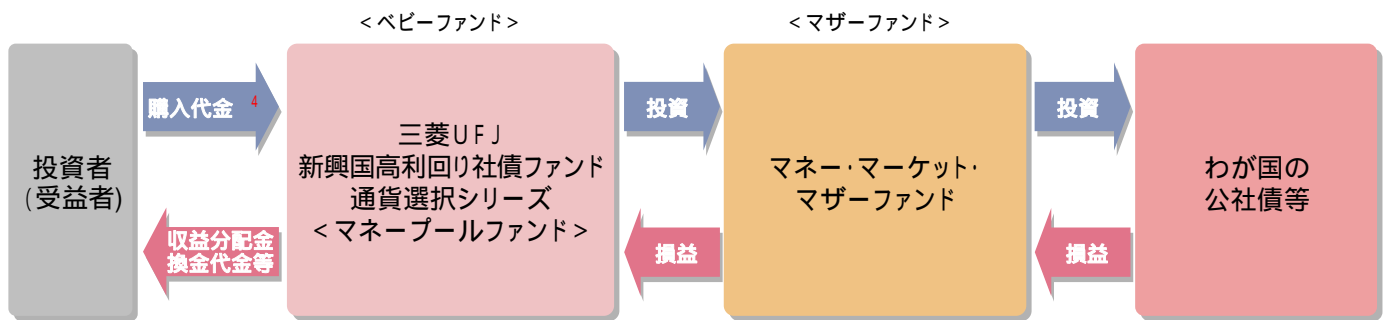 <ベビーファンド>
<マザーファンド>
購入代金 4
投資
投資
投資者
(受益者)
三菱UFJ
新興国高利回り社債ファンド
通貨選択シリーズ
<マネープールファンド>
マネー・マーケット・
マザーファンド
わが国の
公社債等
収益分配金
換金代金等
損益
損益